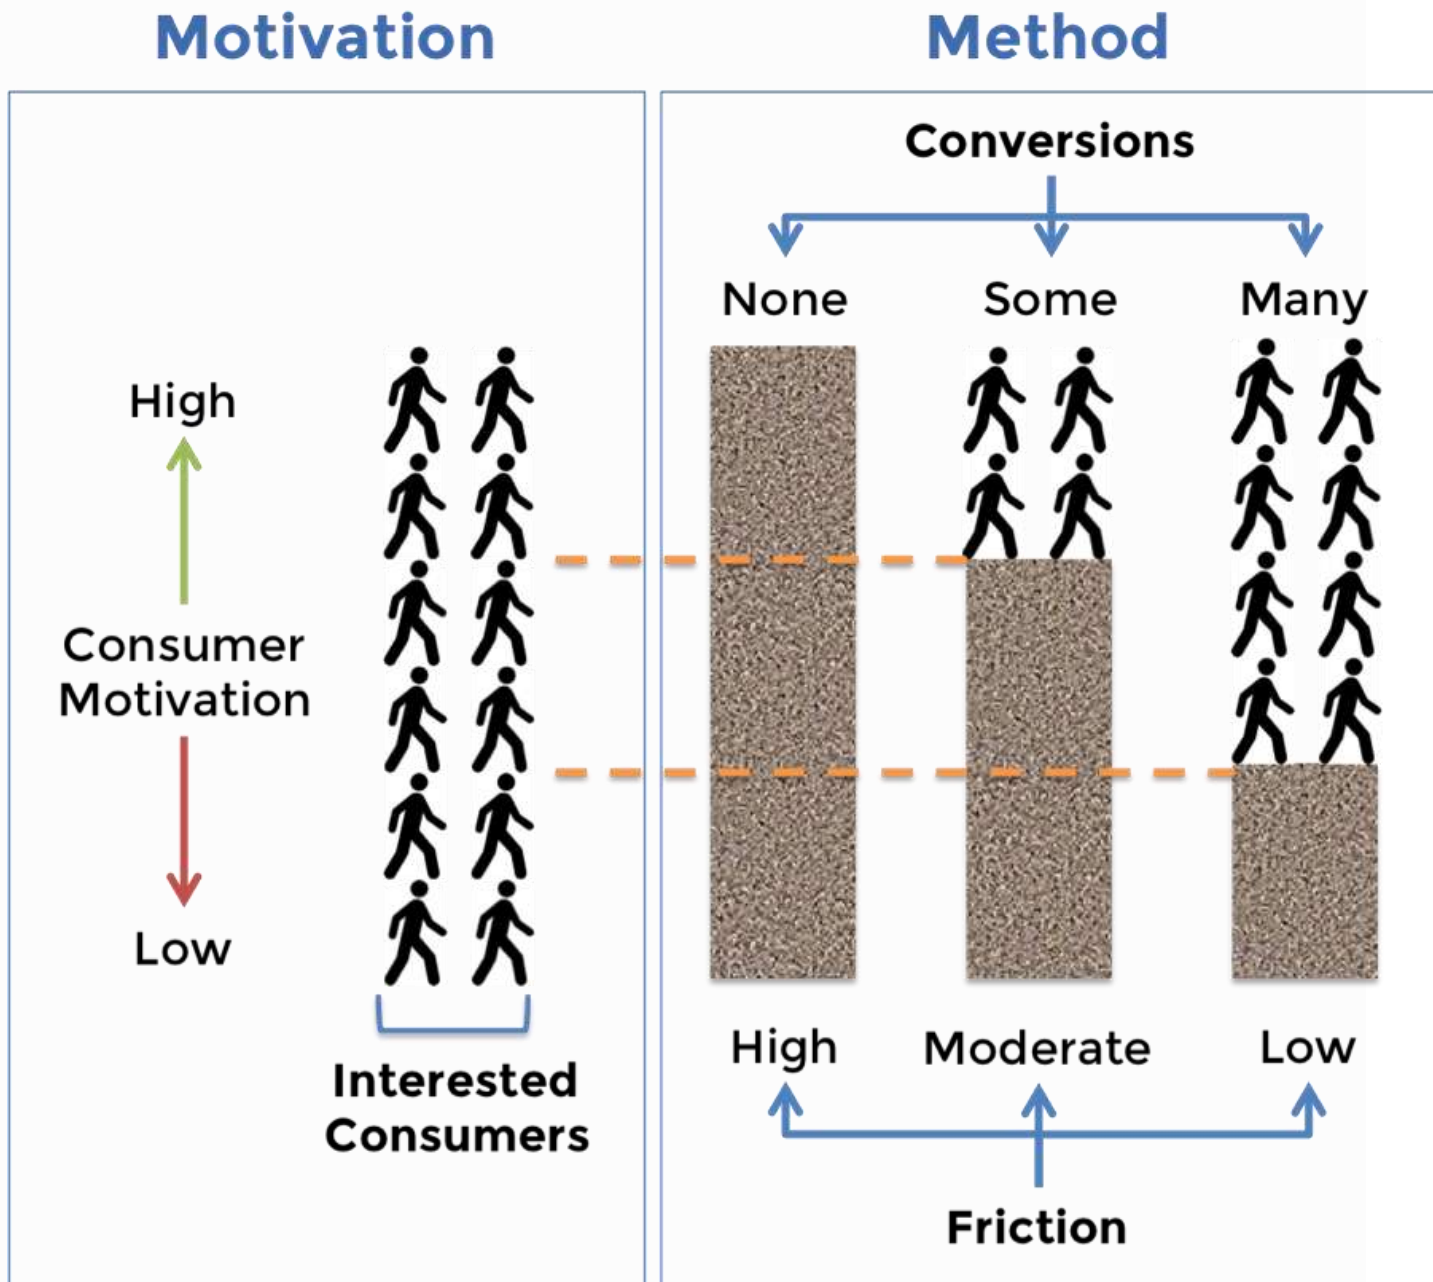 Motivation
Method
High
Consumer
Motivation
Low
Interested
Consumers
Conversions
None
Some
Many
High
Moderate
Low
Friction